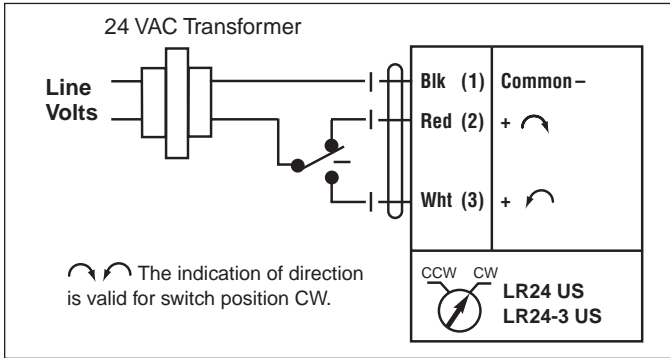 24 VAC Transformer
Line
Volts
Blk (1) Common –
Red (2) +
Wht (3) +
The indication of direction
is valid for switch position CW.
CCW CW
LR24 US
LR24-3 US